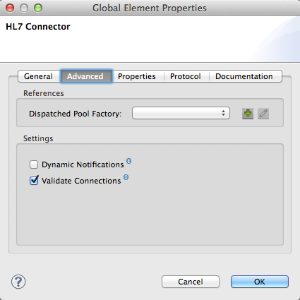 Global Element Properties
HL7 Connector
General Advanced Properties Protocol Documentation
References
Dispatched Pool Factory:
Settings
Dynamic Notifications
Validate Connections
? Cancel OK